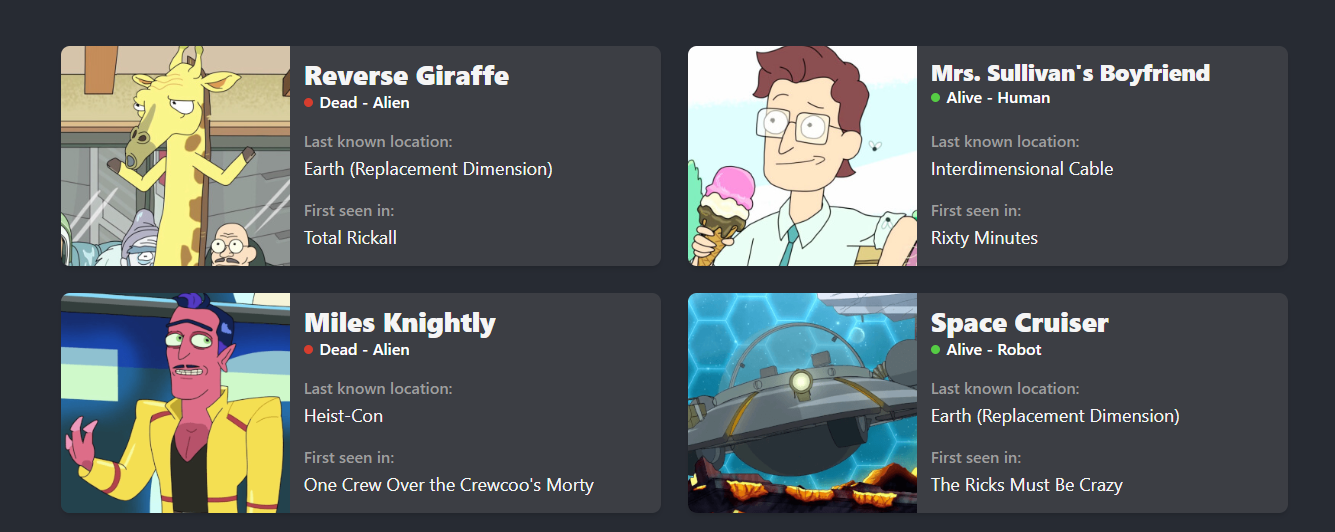 Reverse Giraffe
Dead - Alien
Last known location:
Earth (Replacement Dimension)
First seen in:
Total Rickall
Mrs. Sullivan's Boyfriend
Alive - Human
Last known location:
Interdimensional Cable
First seen in:
Rixty Minutes
Miles Knightly
Dead - Alien
Last known location:
Heist-Con
First seen in:
One Crew Over the Crewcoo's Morty
Space Cruiser
Alive - Robot
Last known location:
Earth (Replacement Dimension)
First seen in:
The Ricks Must Be Crazy